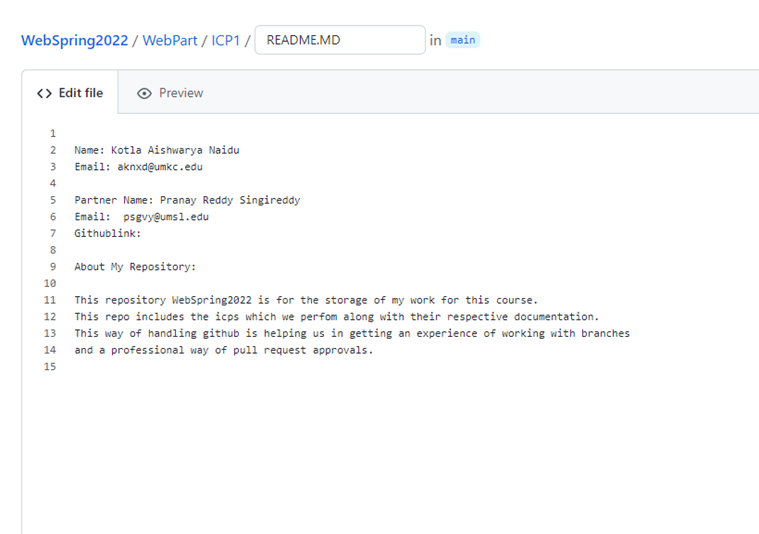 WebSpring2022 / WebPart / ICP1 / README.MD in main
<> Edit file Preview
1
2 Name: Kotla Aishwarya Naidu
3 Email: aknxd@umkc.edu
4
5 Partner Name: Pranay Reddy Singireddy
6 Email:  psgvy@umsl.edu
7 Githublink:
8
9 About My Repository:
10
11 This repository WebSpring2022 is for the storage of my work for this course.
12 This repo includes the icps which we perfom along with their respective documentation.
13 This way of handling github is helping us in getting an experience of working with branches
14 and a professional way of pull request approvals.
15